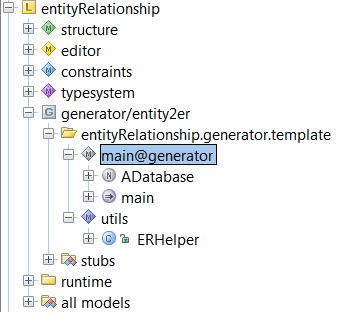 L entityRelationship
M structure
M editor
M constraints
M typesystem
G generator/entity2er
entityRelationship.generator.template
M main@generator
N ADatabase
main
M utils
C ERHelper
stubs
runtime
all models